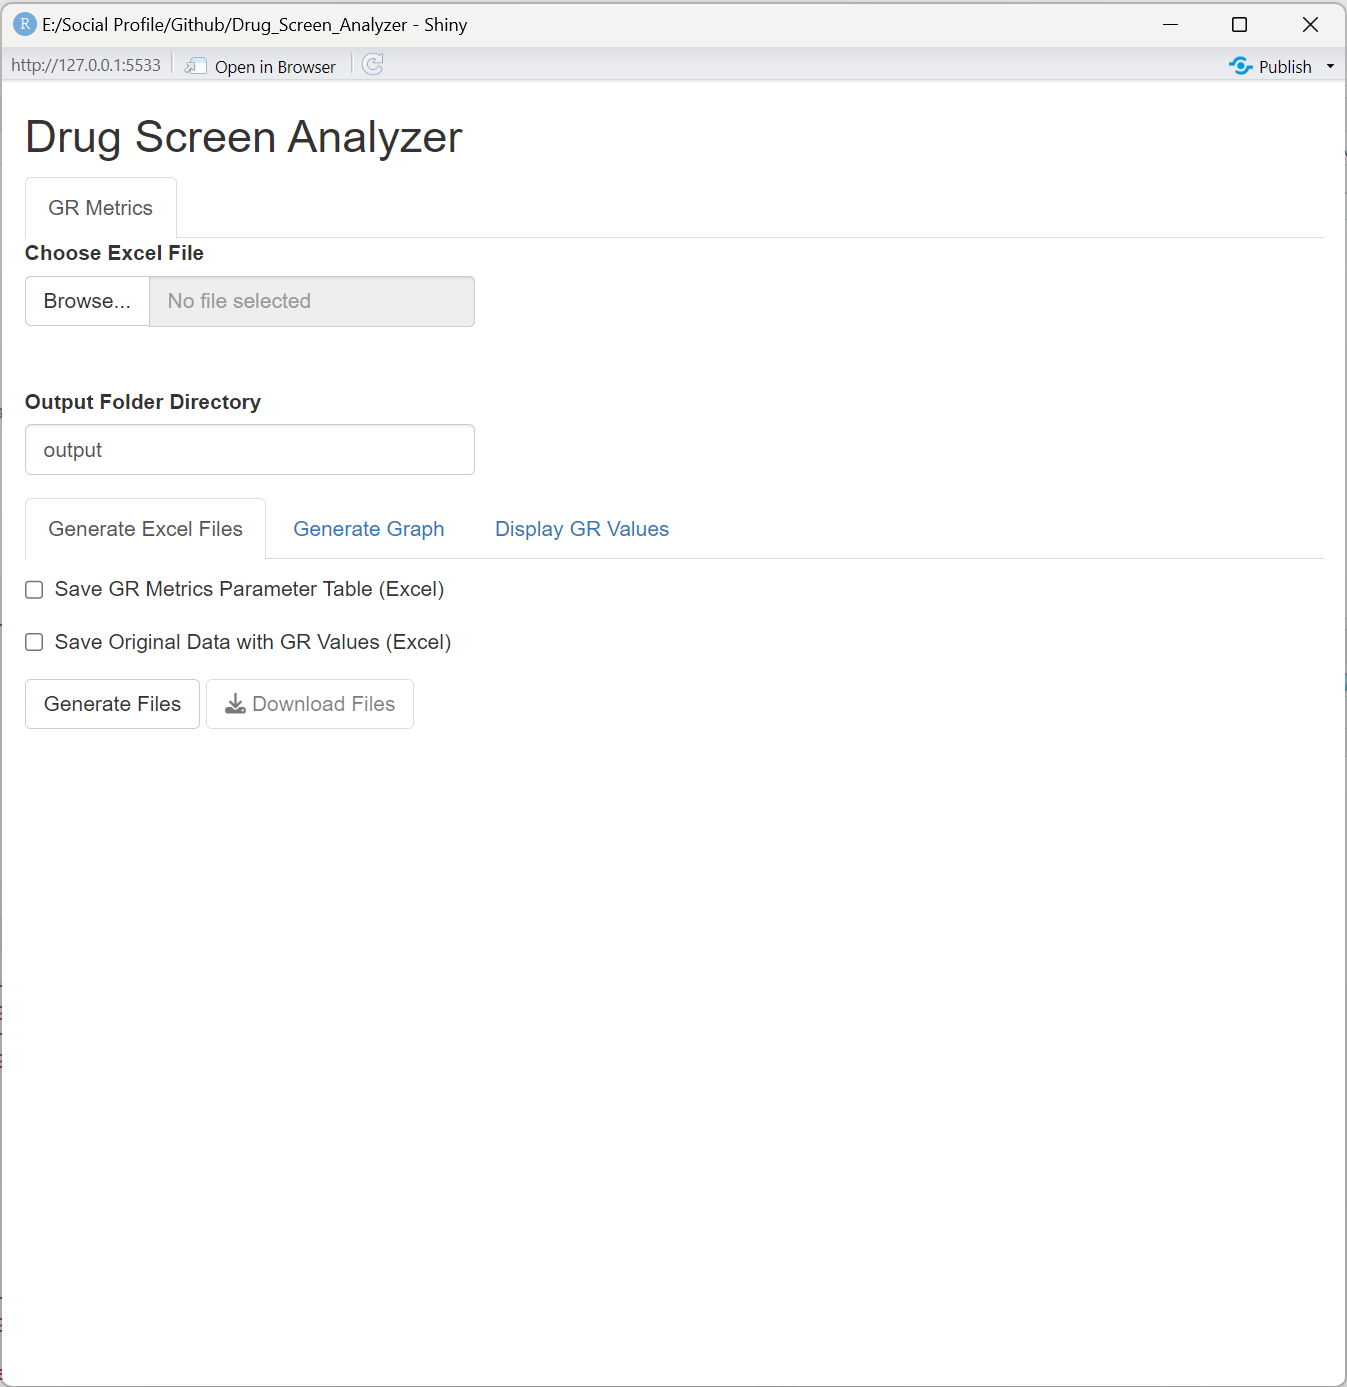 R E:/Social Profile/Github/Drug_Screen_Analyzer - Shiny
http://127.0.0.1:5533 Open in Browser Publish
Drug Screen Analyzer
GR Metrics
Choose Excel File
Browse... No file selected
Output Folder Directory
output
Generate Excel Files Generate Graph Display GR Values
Save GR Metrics Parameter Table (Excel)
Save Original Data with GR Values (Excel)
Generate Files Download Files